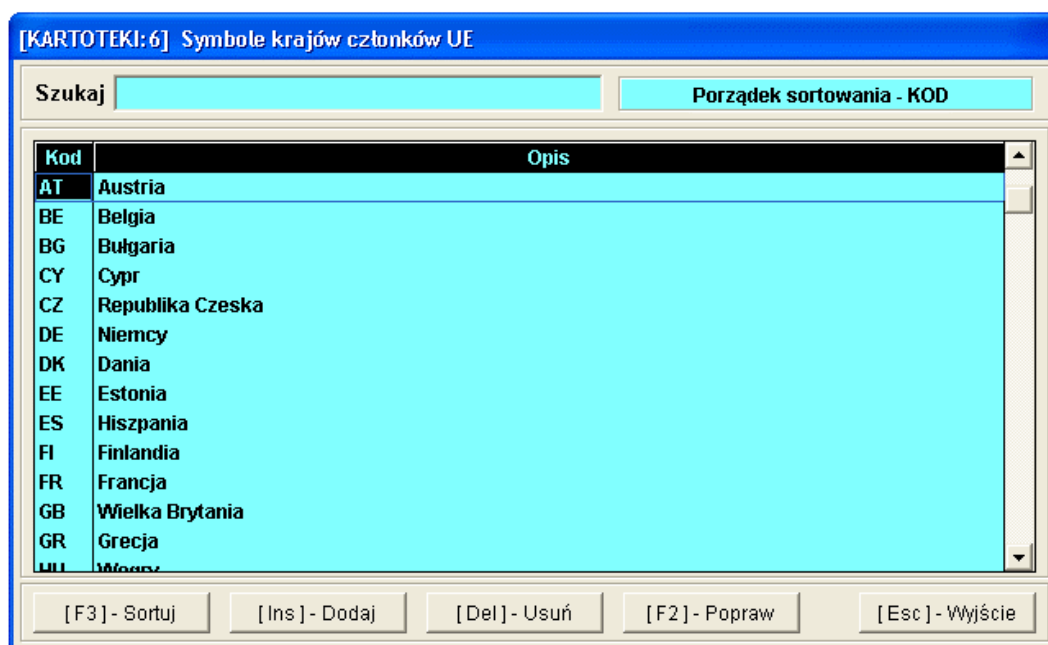 [KARTOTEKI:6] Symbole krajów członków UE
Szukaj
Porządek sortowania - KOD
Kod Opis
AT Austria
BE Belgia
BG Bułgaria
CY Cypr
CZ Republika Czeska
DE Niemcy
DK Dania
EE Estonia
ES Hiszpania
FI Finlandia
FR Francja
GB Wielka Brytania
GR Grecja
HU Węgry
[ F3 ] - Sortuj [ Ins ] - Dodaj [ Del ] - Usuń [ F2 ] - Popraw [ Esc ] - Wyjście